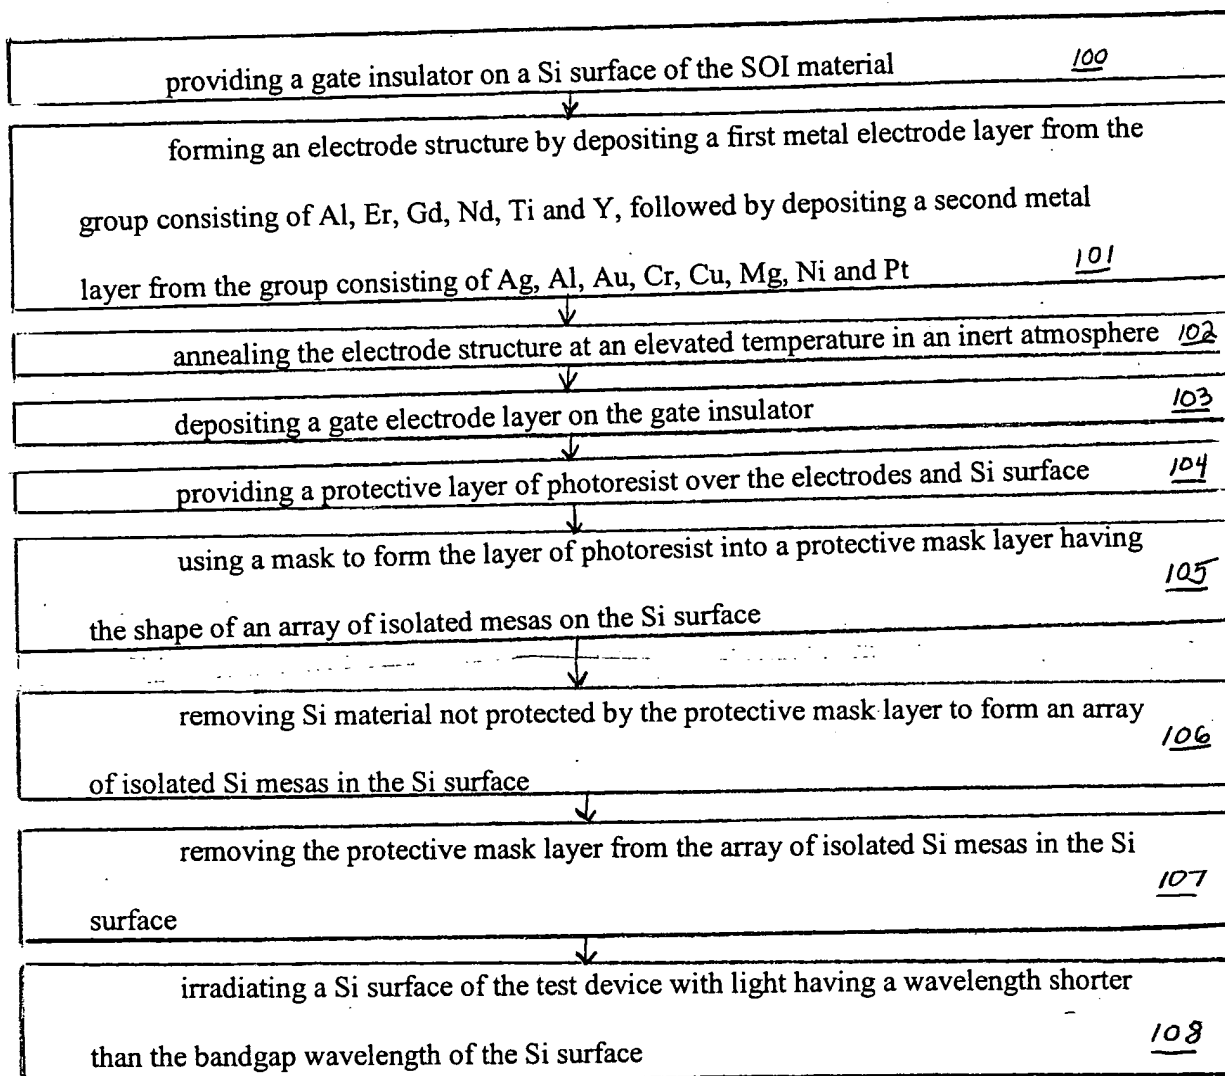 providing a gate insulator on a Si surface of the SOI material 100
forming an electrode structure by depositing a first metal electrode layer from the
group consisting of Al, Er, Gd, Nd, Ti and Y, followed by depositing a second metal
layer from the group consisting of Ag, Al, Au, Cr, Cu, Mg, Ni and Pt 101
annealing the electrode structure at an elevated temperature in an inert atmosphere 102
depositing a gate electrode layer on the gate insulator 103
providing a protective layer of photoresist over the electrodes and Si surface 104
using a mask to form the layer of photoresist into a protective mask layer having
105
the shape of an array of isolated mesas on the Si surface
removing Si material not protected by the protective mask layer to form an array
106
of isolated Si mesas in the Si surface
removing the protective mask layer from the array of isolated Si mesas in the Si
107
surface
irradiating a Si surface of the test device with light having a wavelength shorter
than the bandgap wavelength of the Si surface 108